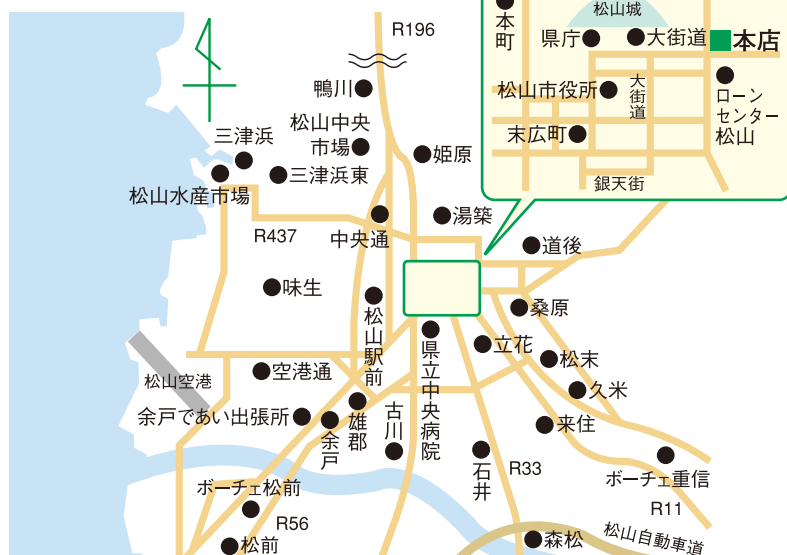 R196
鴨川
松山中央
市場
三津浜
三津浜東
松山水産市場
姫原
R437
中央通
湯築
道後
味生
松山駅前
桑原
県立中央病院
立花
松末
久米
松山空港
空港通
余戸であい出張所
余戸
雄郡
古川
来住
石井
R33
ボーチェ重信
R11
ボーチェ松前
R56
松前
森松
松山自動車道
本町
松山城
県庁
大街道
本店
松山市役所
大街道
ローン
センター
松山
末広町
銀天街